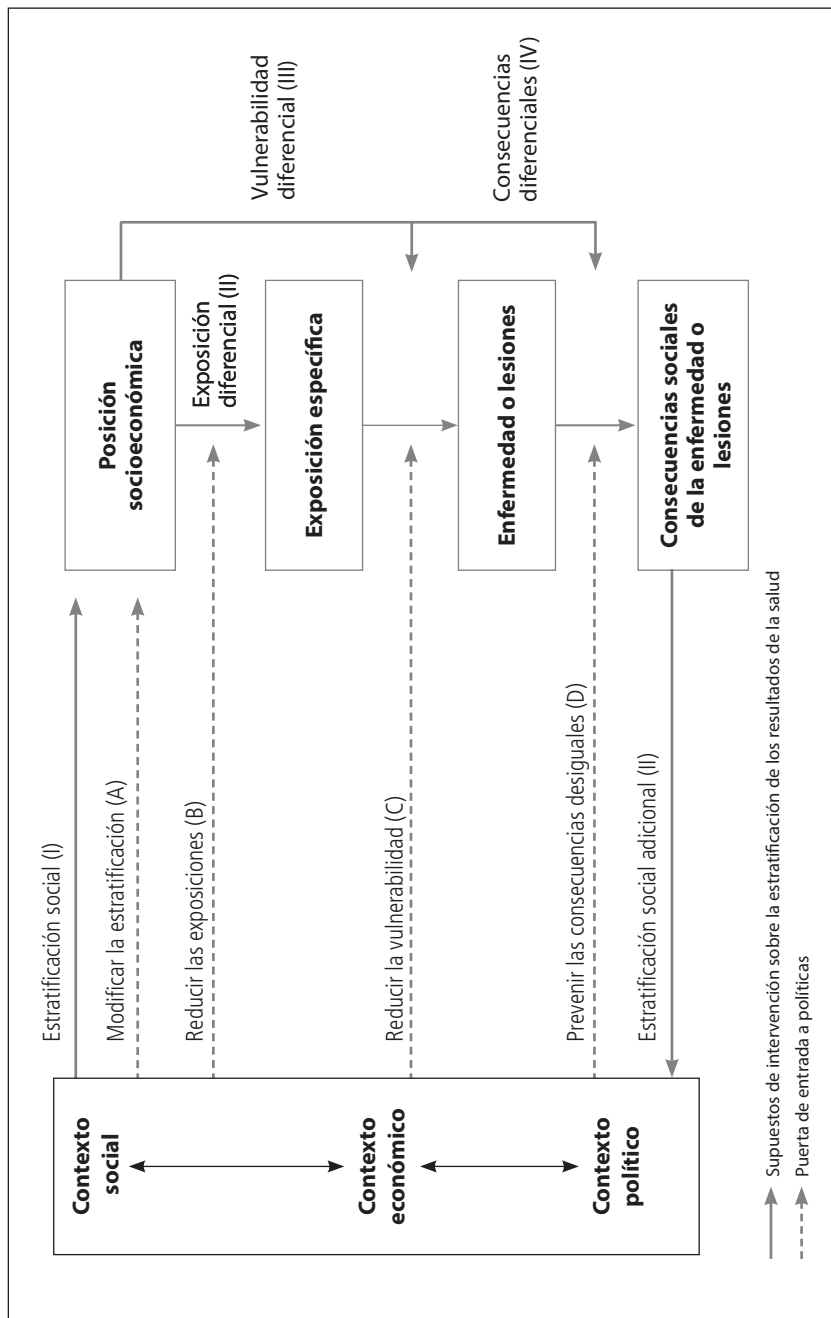 Contexto
social
Contexto
económico
Contexto
político
Estratificación social (I)
Modificar la estratificación (A)
Reducir las exposiciones (B)
Reducir la vulnerabilidad (C)
Prevenir las consecuencias desiguales (D)
Estratificación social adicional (II)
Posición
socioeconómica
Exposición
diferencial (II)
Exposición específica
Enfermedad o lesiones
Consecuencias sociales
de la enfermedad o
lesiones
Vulnerabilidad
diferencial (III)
Consecuencias
diferenciales (IV)
Supuestos de intervención sobre la estratificación de los resultados de la salud
Puerta de entrada a políticas